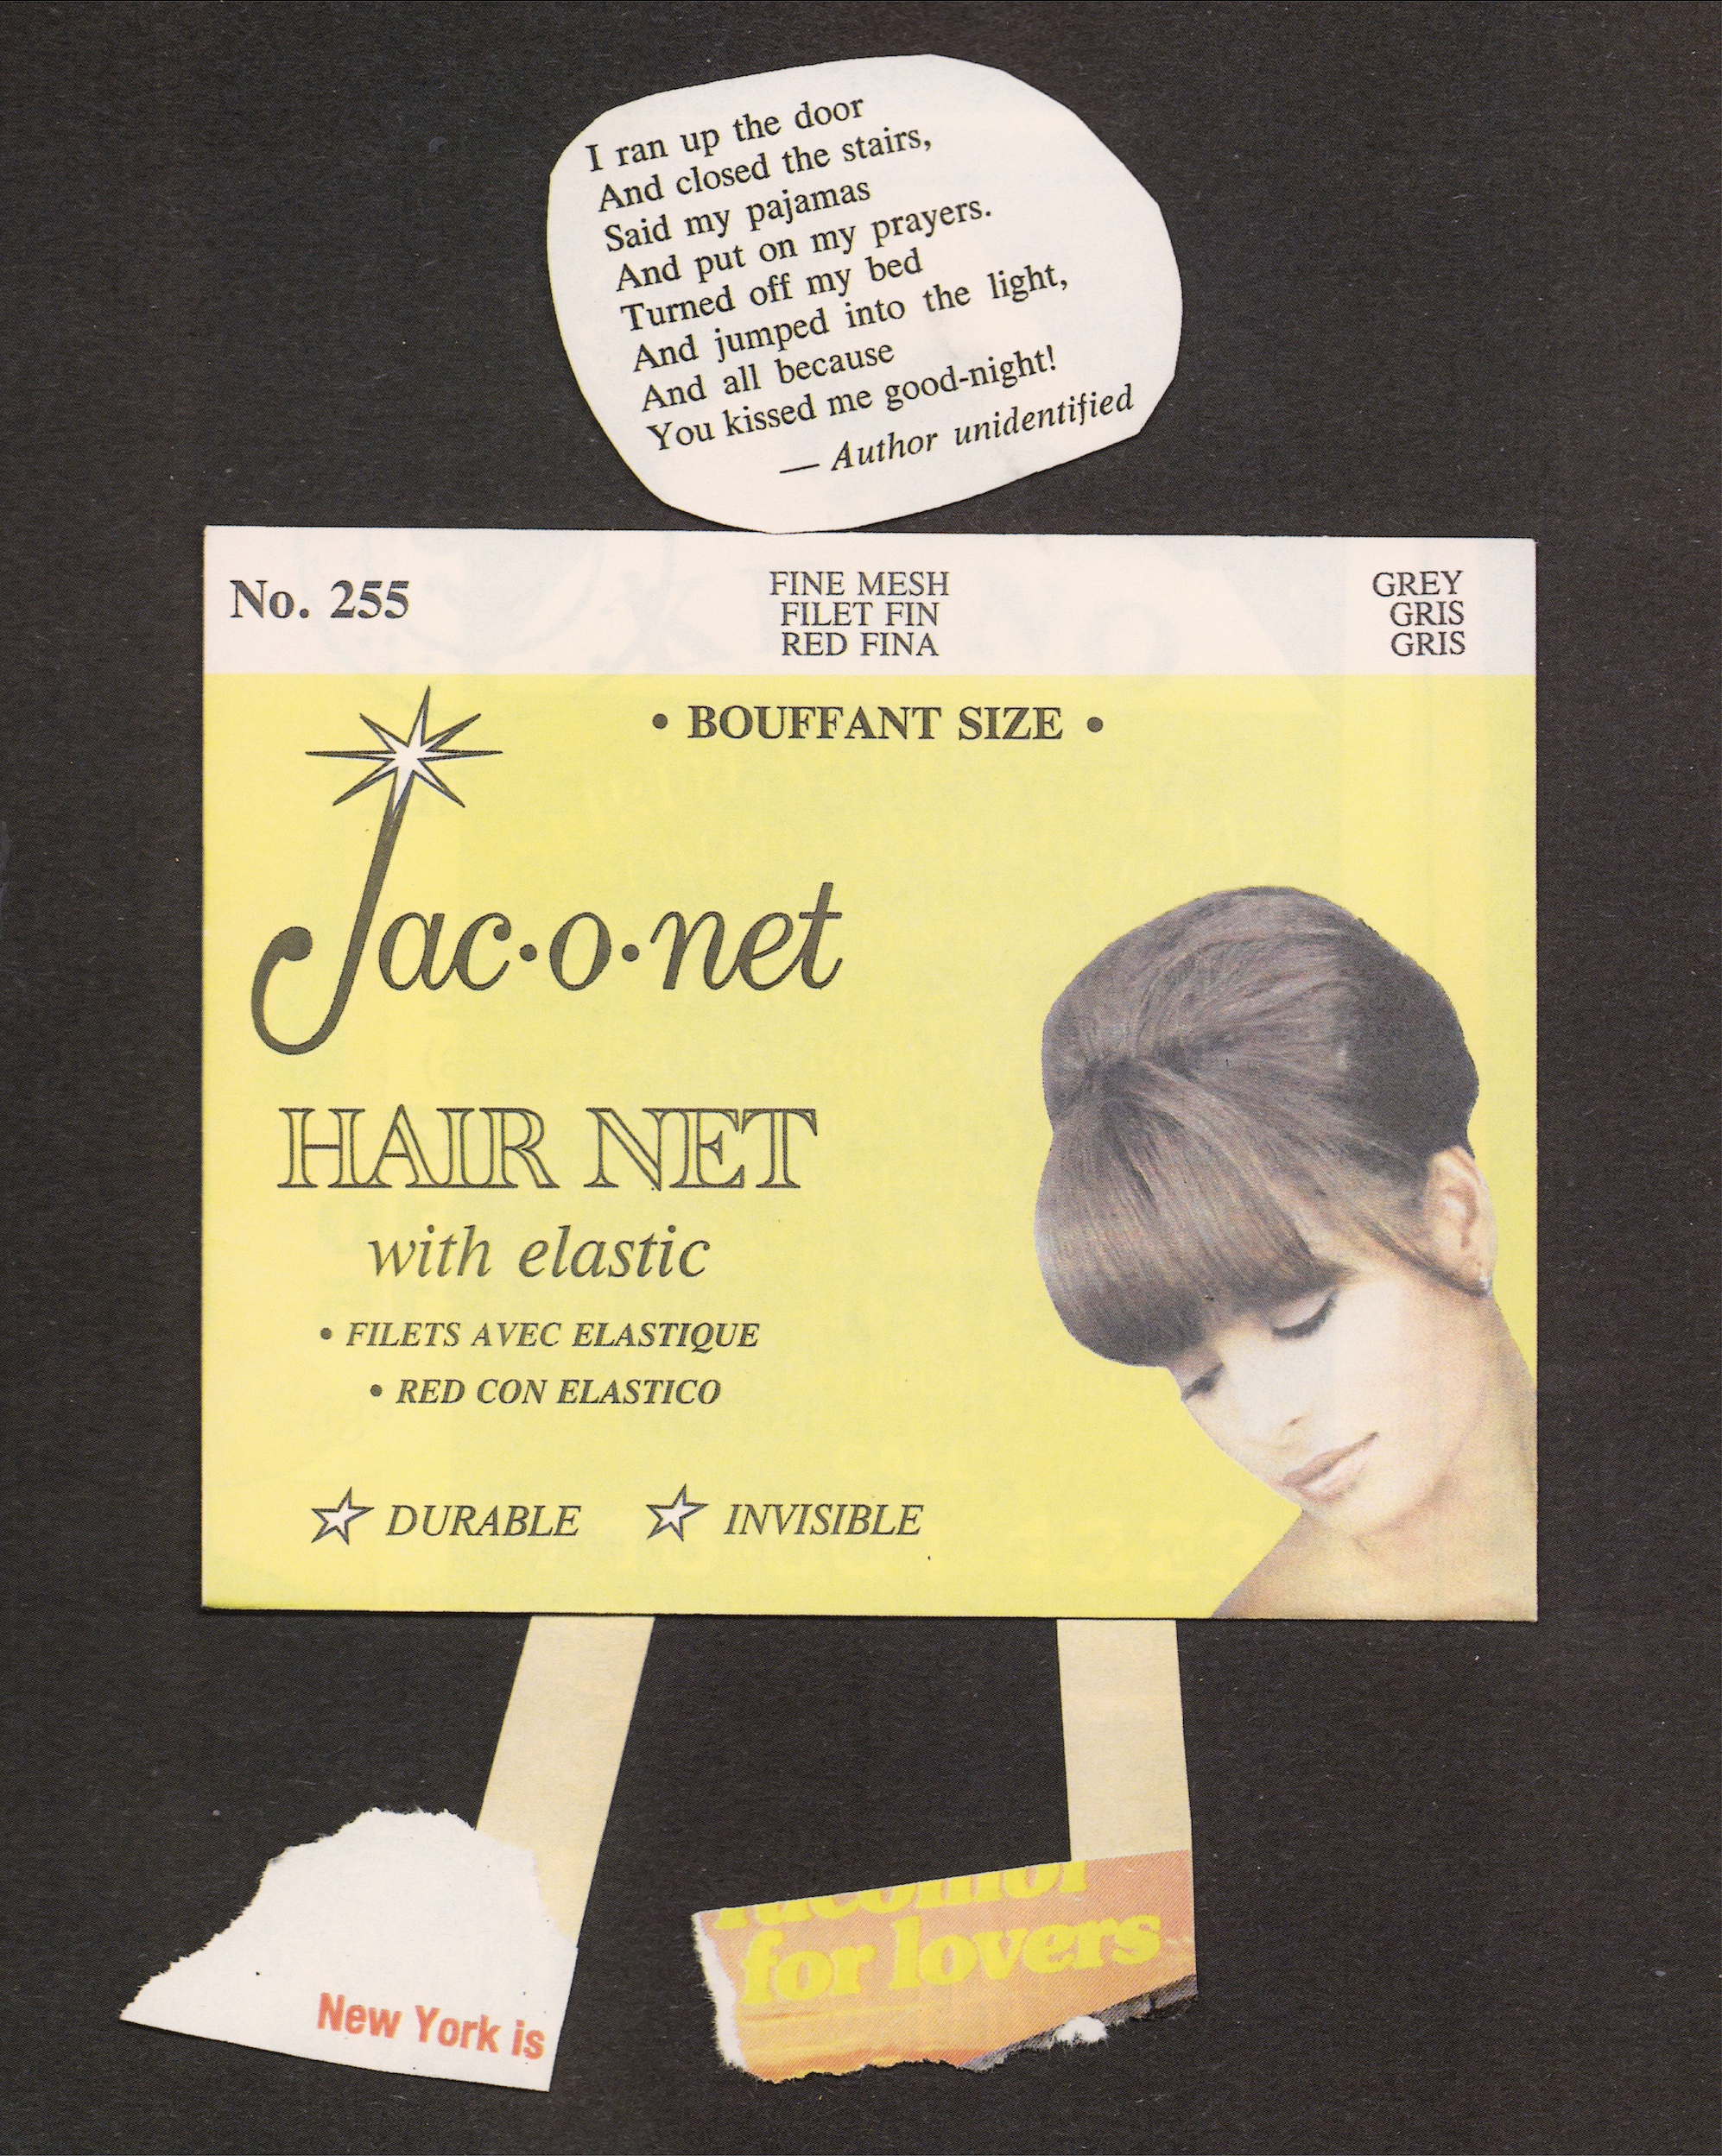 I ran up the door
And closed the stairs,
Said my pajamas
And put on my prayers.
Turned off my bed
And jumped into the light,
And all because
You kissed me good-night!
— Author unidentified
No. 255
FINE MESH
FILET FIN
RED FINA
GREY
GRIS
GRIS
• BOUFFANT SIZE •
Jac·o·net
HAIR NET
with elastic
• FILETS AVEC ELASTIQUE
• RED CON ELASTICO
DURABLE INVISIBLE
New York is
for lovers